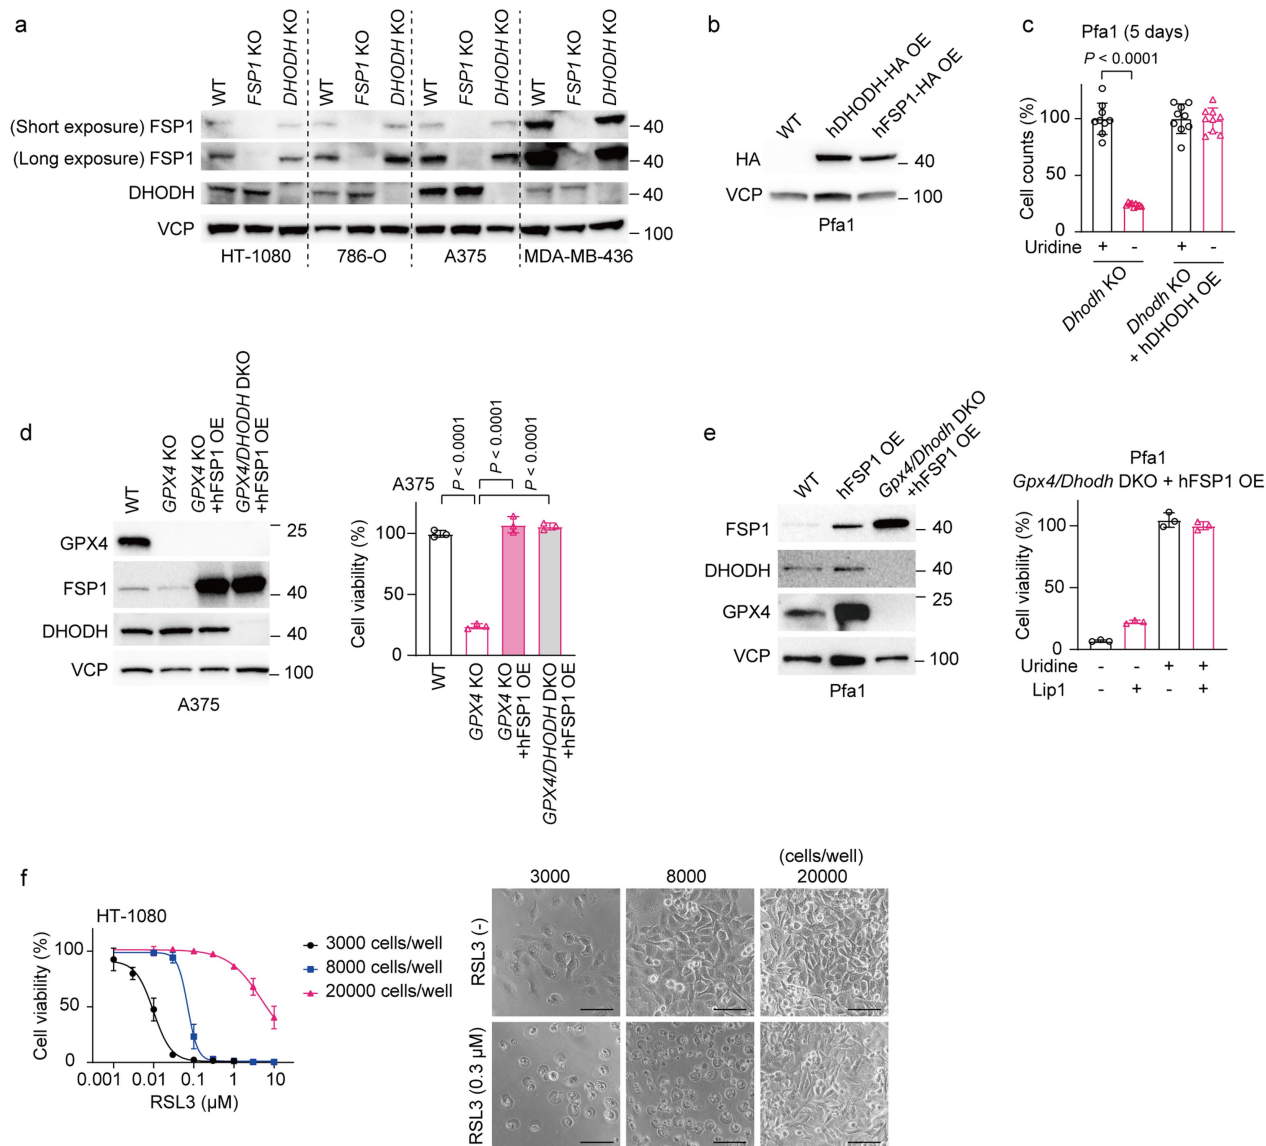 a
WT
FSP1 KO
DHODH KO
WT
FSP1 KO
DHODH KO
WT
FSP1 KO
DHODH KO
WT
FSP1 KO
DHODH KO
(Short exposure) FSP1
40
(Long exposure) FSP1
40
DHODH
40
VCP
100
HT-1080
786-O
A375
MDA-MB-436
b
WT
hDHODH-HA OE
hFSP1-HA OE
HA
40
VCP
100
Pfa1
c
Pfa1 (5 days)
P < 0.0001
Cell counts (%)
100
50
0
Uridine + - + -
Dhodh KO
Dhodh KO
+ hDHODH OE
d
WT
GPX4 KO
GPX4 KO
+hFSP1 OE
GPX4/DHODH DKO
+hFSP1 OE
GPX4
25
FSP1
40
DHODH
40
VCP
100
A375
A375
P < 0.0001
P < 0.0001
P < 0.0001
Cell viability (%)
100
50
0
WT
GPX4 KO
GPX4 KO
+hFSP1 OE
GPX4/DHODH DKO
+hFSP1 OE
e
WT
hFSP1 OE
Gpx4/Dhodh DKO
+hFSP1 OE
FSP1
40
DHODH
40
GPX4
25
VCP
100
Pfa1
Pfa1
Gpx4/Dhodh DKO + hFSP1 OE
Cell viability (%)
100
50
0
Uridine - - + +
Lip1 - + - +
f
HT-1080
Cell viability (%)
100
50
0
0.001 0.01 0.1 1 10
RSL3 (μM)
3000 cells/well
8000 cells/well
20000 cells/well
(cells/well)
3000 8000 20000
RSL3 (-)
RSL3 (0.3 μM)